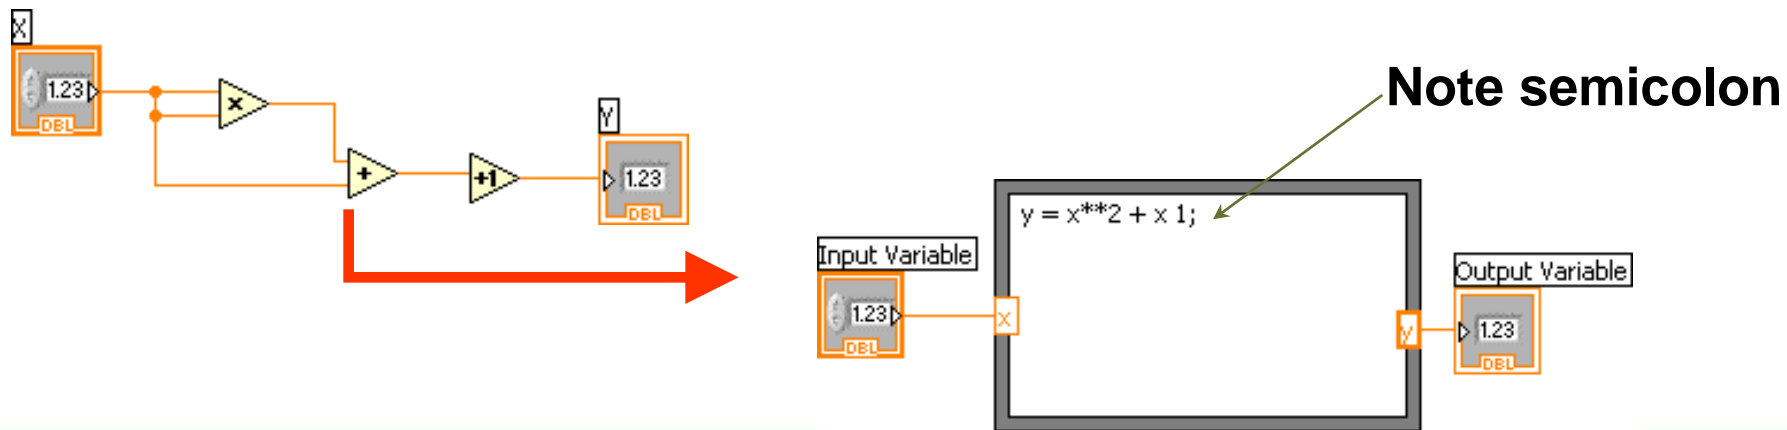 X
1.23
DBL
x
+
+1
Y
1.23
DBL
Note semicolon
y = x**2 + x 1;
Input Variable
1.23
DBL
x
y
Output Variable
1.23
DBL